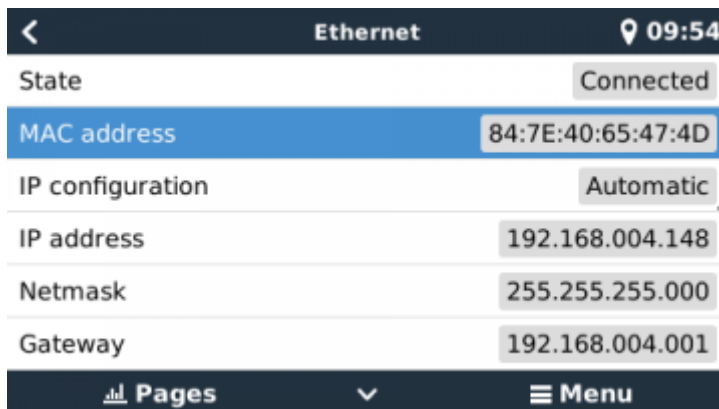 Ethernet 09:54
State Connected
MAC address 84:7E:40:65:47:4D
IP configuration Automatic
IP address 192.168.004.148
Netmask 255.255.255.000
Gateway 192.168.004.001
Pages Menu